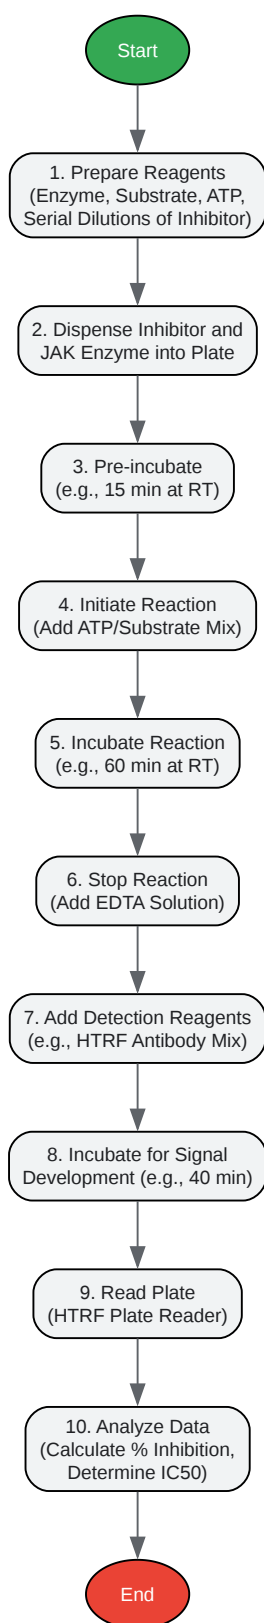 Start
1. Prepare Reagents
(Enzyme, Substrate, ATP,
Serial Dilutions of Inhibitor)
2. Dispense Inhibitor and
JAK Enzyme into Plate
3. Pre-incubate
(e.g., 15 min at RT)
4. Initiate Reaction
(Add ATP/Substrate Mix)
5. Incubate Reaction
(e.g., 60 min at RT)
6. Stop Reaction
(Add EDTA Solution)
7. Add Detection Reagents
(e.g., HTRF Antibody Mix)
8. Incubate for Signal
Development (e.g., 40 min)
9. Read Plate
(HTRF Plate Reader)
10. Analyze Data
(Calculate % Inhibition,
Determine IC50)
End